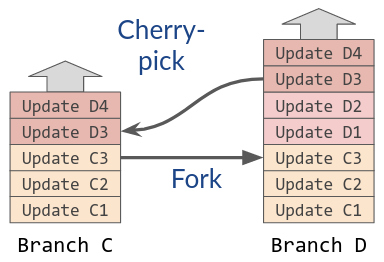 Cherry-
pick
Update D4
Update D3
Update D2
Update D1
Update C3
Update C2
Update C1
Branch D
Update D4
Update D3
Update C3
Update C2
Update C1
Branch C
Fork